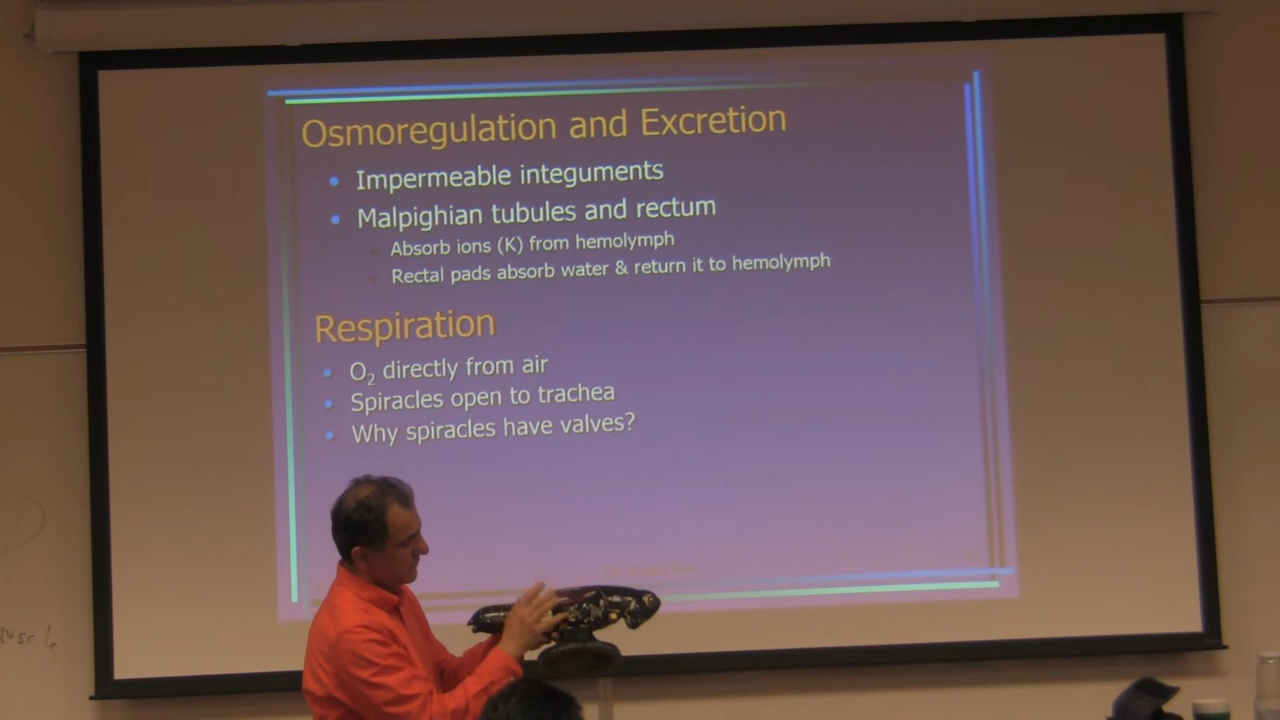 Osmoregulation and Excretion
• Impermeable integuments
• Malpighian tubules and rectum
Absorb ions (K) from hemolymph
Rectal pads absorb water & return it to hemolymph
Respiration
• O₂ directly from air
• Spiracles open to trachea
• Why spiracles have valves?